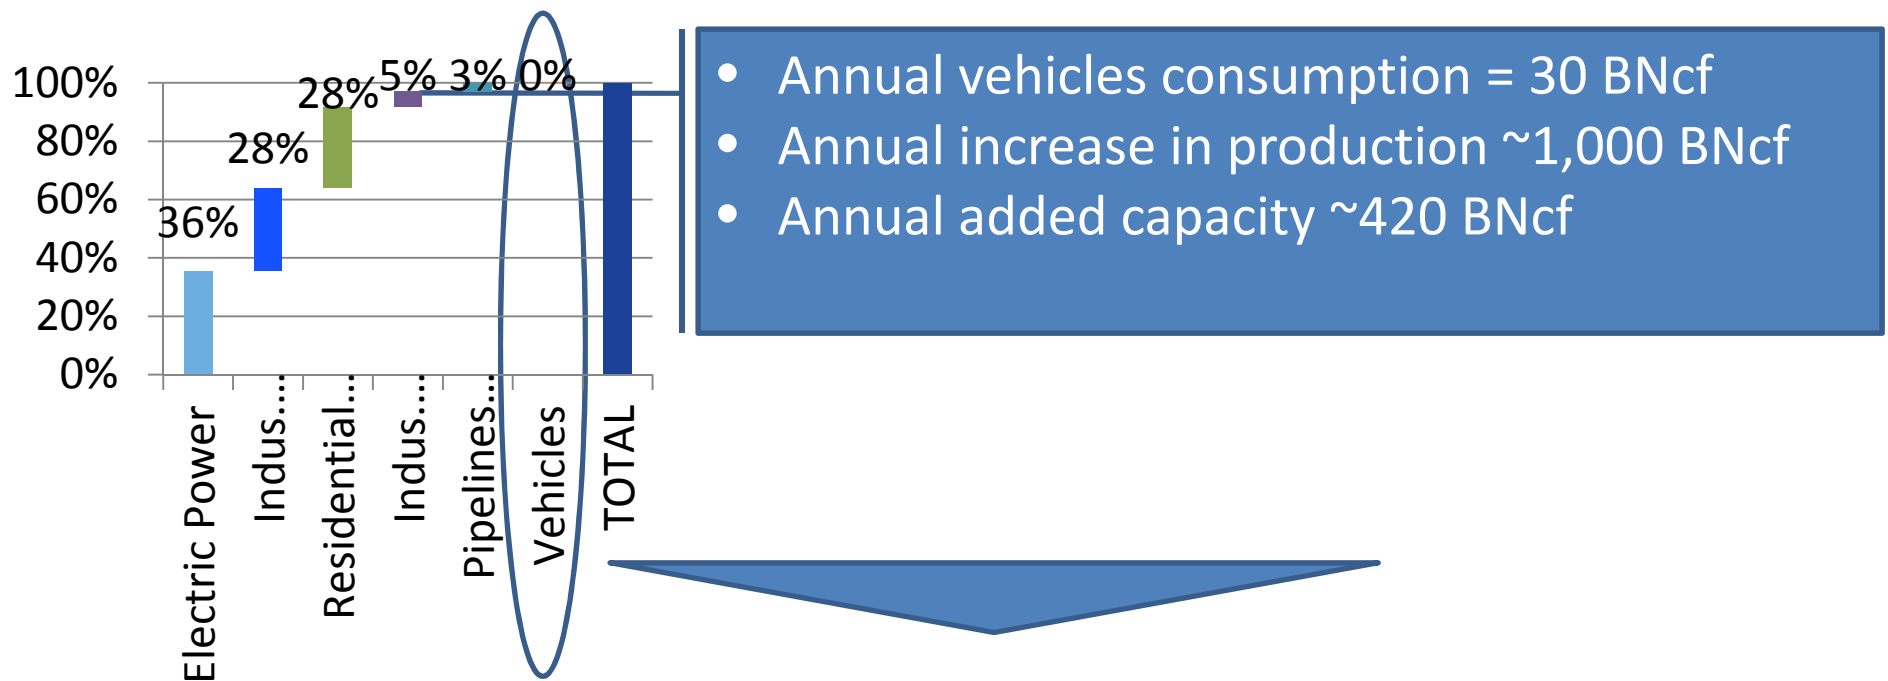 100%
80%
60%
40%
20%
0%
36%
28%
28%
5%
3%
0%
Electric Power
Indus....
Residential...
Indus....
Pipelines...
Vehicles
TOTAL
• Annual vehicles consumption = 30 BNcf
• Annual increase in production ~1,000 BNcf
• Annual added capacity ~420 BNcf